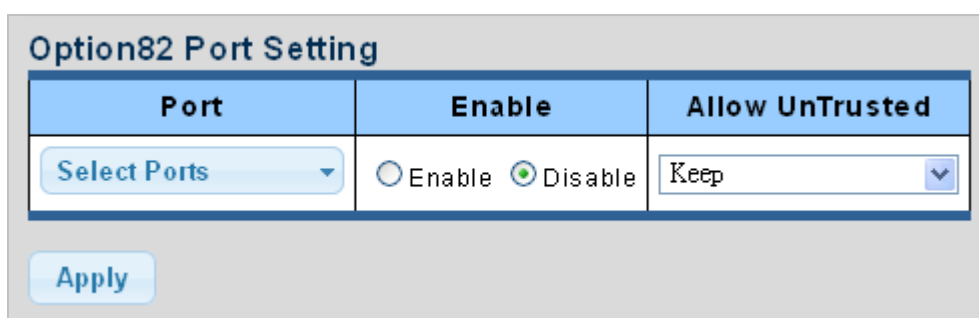 Option82 Port Setting
Port Enable Allow UnTrusted
Select Ports Enable Disable Keep
Apply